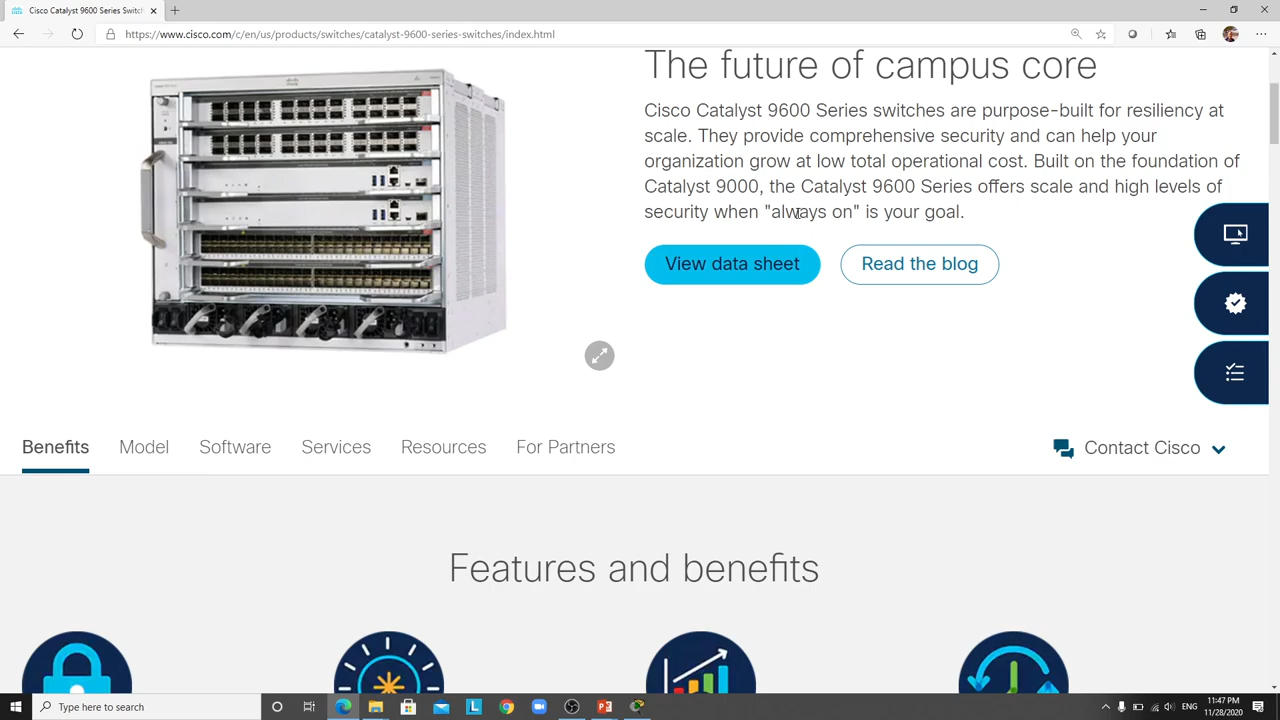 Cisco Catalyst 9600 Series Switch
https://www.cisco.com/c/en/us/products/switches/catalyst-9600-series-switches/index.html
The future of campus core
Cisco Catalyst 9600 Series switches are purpose-built for resiliency at
scale. They provide comprehensive security and can help your
organization grow at low total operational cost. Built on the foundation of
Catalyst 9000, the Catalyst 9600 Series offers scale and high levels of
security when "always on" is your goal.
View data sheet Read the blog
Benefits Model Software Services Resources For Partners Contact Cisco
Features and benefits
Type here to search
ENG
11:47 PM
11/28/2020